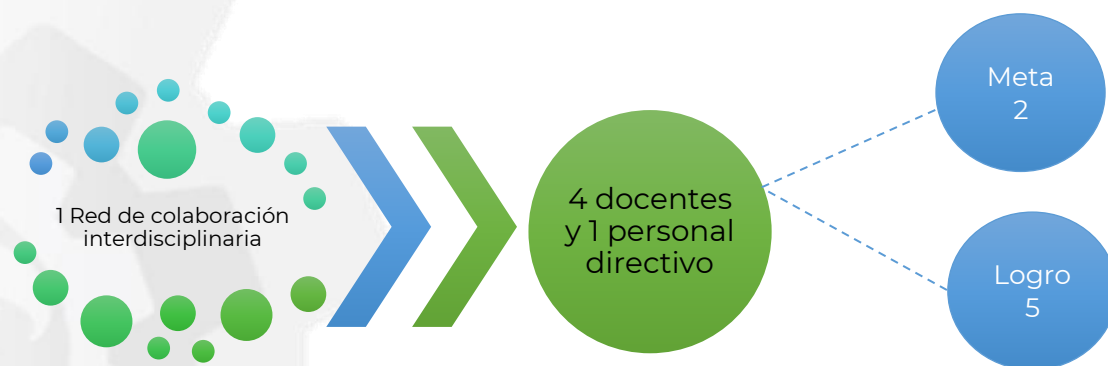 1 Red de colaboración
interdisciplinaria
4 docentes
y 1 personal
directivo
Meta
2
Logro
5